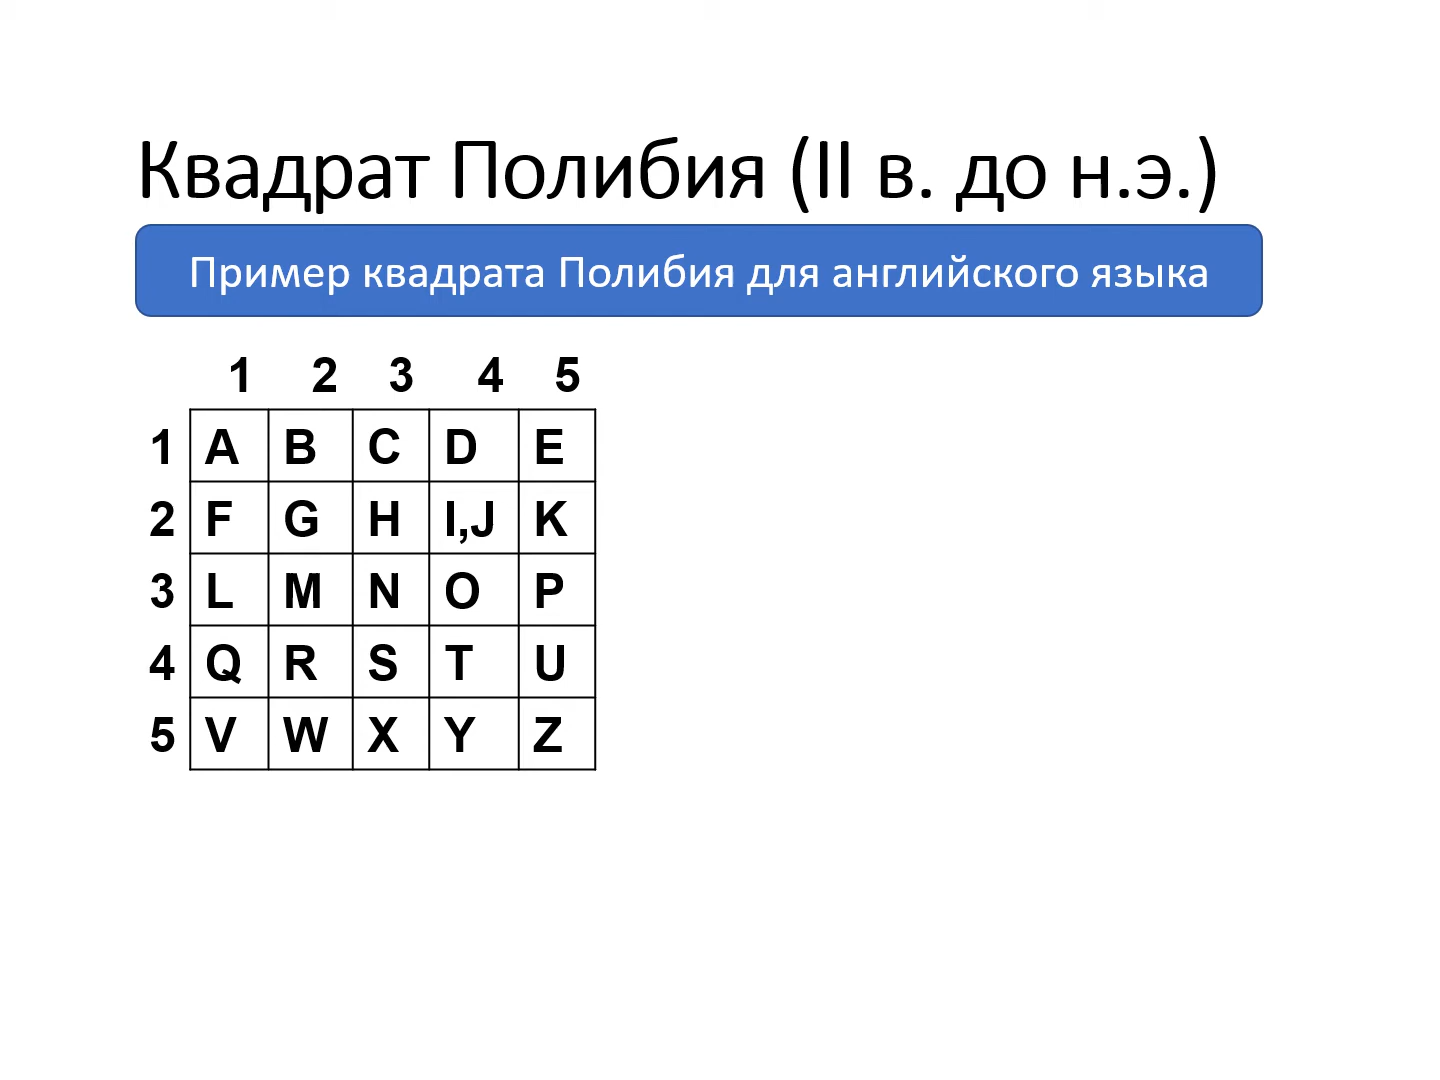 Квадрат Полибия (II в. до н.э.)
Пример квадрата Полибия для английского языка
1 2 3 4 5
1 A B C D E
2 F G H I,J K
3 L M N O P
4 Q R S T U
5 V W X Y Z